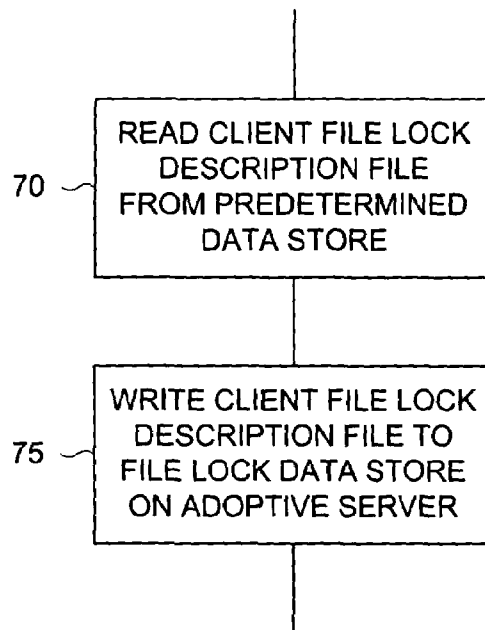 70
READ CLIENT FILE LOCK
DESCRIPTION FILE
FROM PREDETERMINED
DATA STORE
75
WRITE CLIENT FILE LOCK
DESCRIPTION FILE TO
FILE LOCK DATA STORE
ON ADOPTIVE SERVER